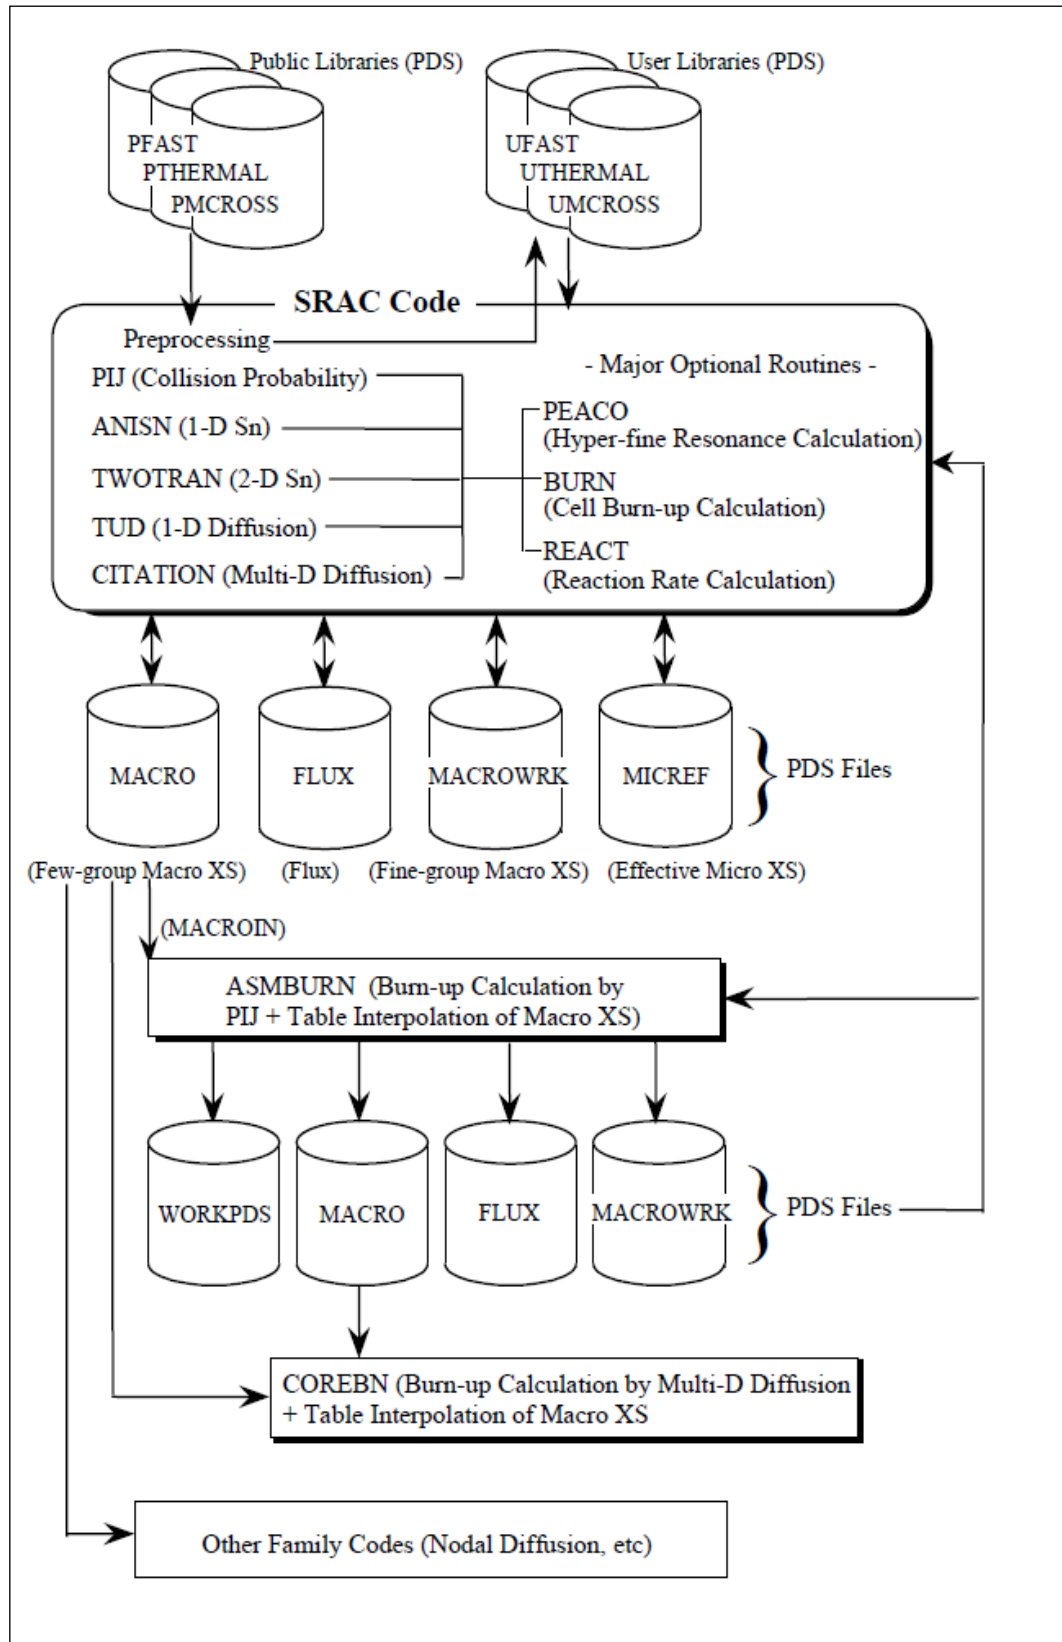 Public Libraries (PDS)
User Libraries (PDS)
PFAST
PTHERMAL
PMCROSS
UFAST
UTHERMAL
UMCROSS
SRAC Code
Preprocessing
PIJ (Collision Probability)
ANISN (1-D Sn)
TWOTRAN (2-D Sn)
TUD (1-D Diffusion)
CITATION (Multi-D Diffusion)
- Major Optional Routines -
PEACO
(Hyper-fine Resonance Calculation)
BURN
(Cell Burn-up Calculation)
REACT
(Reaction Rate Calculation)
MACRO
FLUX
MACROWRK
MICREF
PDS Files
(Few-group Macro XS)
(Flux)
(Fine-group Macro XS)
(Effective Micro XS)
(MACROIN)
ASMBURN (Burn-up Calculation by
PIJ + Table Interpolation of Macro XS)
WORKPDS
MACRO
FLUX
MACROWRK
PDS Files
COREBN (Burn-up Calculation by Multi-D Diffusion
+ Table Interpolation of Macro XS
Other Family Codes (Nodal Diffusion, etc)